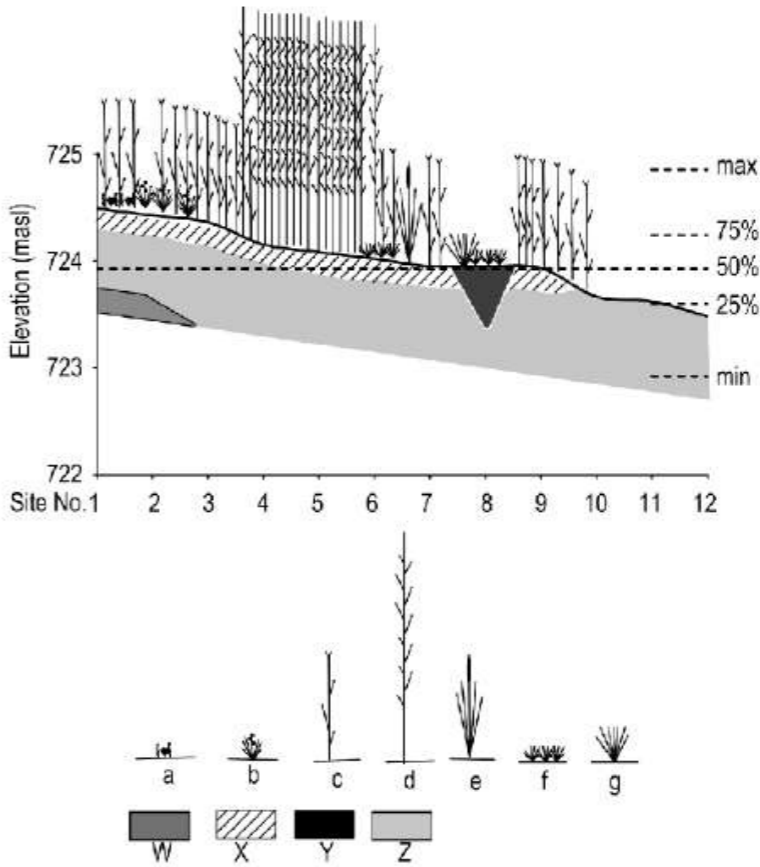 725
724
723
722
Elevation (masl)
max
75%
50%
25%
min
Site No.1 2 3 4 5 6 7 8 9 10 11 12
a b c d e f g
W X Y Z